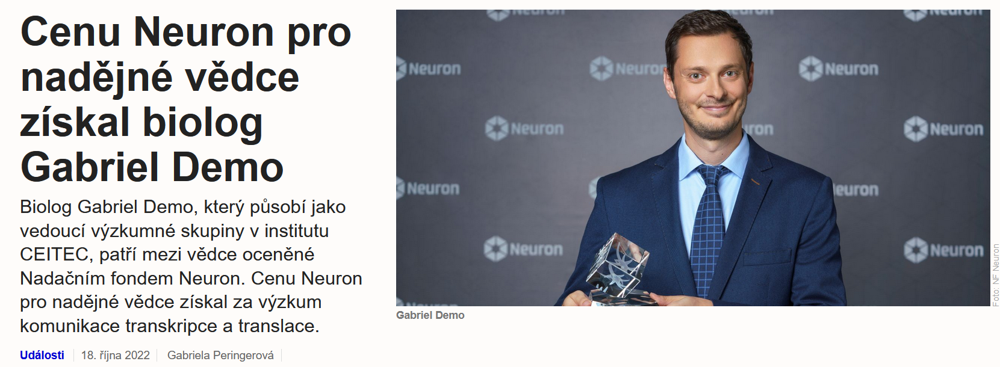 Cenu Neuron pro
nadějné vědce
získal biolog
Gabriel Demo
Biolog Gabriel Demo, který působí jako
vedoucí výzkumné skupiny v institutu
CEITEC, patří mezi vědce oceněné
Nadačním fondem Neuron. Cenu Neuron
pro nadějné vědce získal za výzkum
komunikace transkripce a translace.
Události
18. října 2022
Gabriela Peringerová
Neuron
Neuron
Neuron
Neuron
Neuron
Neuron
Neuron
Neuron
Neuron
Foto: NF Neuron
Gabriel Demo